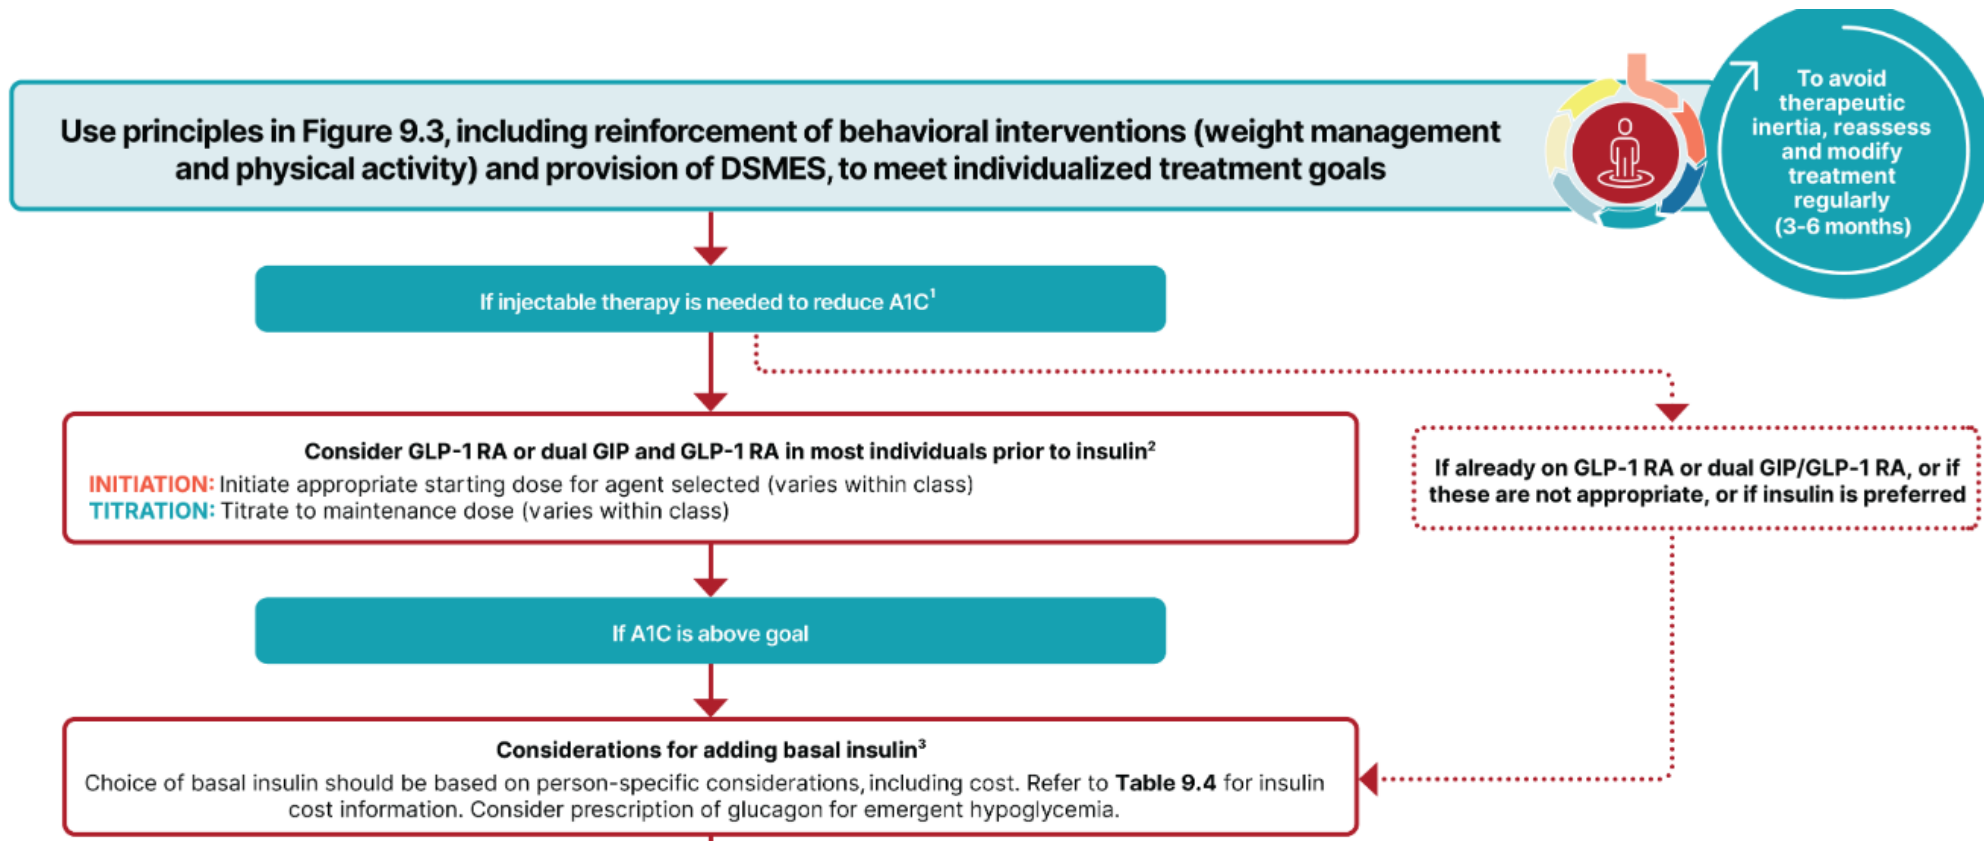 Use principles in Figure 9.3, including reinforcement of behavioral interventions (weight management
and physical activity) and provision of DSMES, to meet individualized treatment goals
To avoid
therapeutic
inertia, reassess
and modify
treatment
regularly
(3-6 months)
If injectable therapy is needed to reduce A1C¹
Consider GLP-1 RA or dual GIP and GLP-1 RA in most individuals prior to insulin²
INITIATION: Initiate appropriate starting dose for agent selected (varies within class)
TITRATION: Titrate to maintenance dose (varies within class)
If already on GLP-1 RA or dual GIP/GLP-1 RA, or if
these are not appropriate, or if insulin is preferred
If A1C is above goal
Considerations for adding basal insulin³
Choice of basal insulin should be based on person-specific considerations, including cost. Refer to Table 9.4 for insulin
cost information. Consider prescription of glucagon for emergent hypoglycemia.